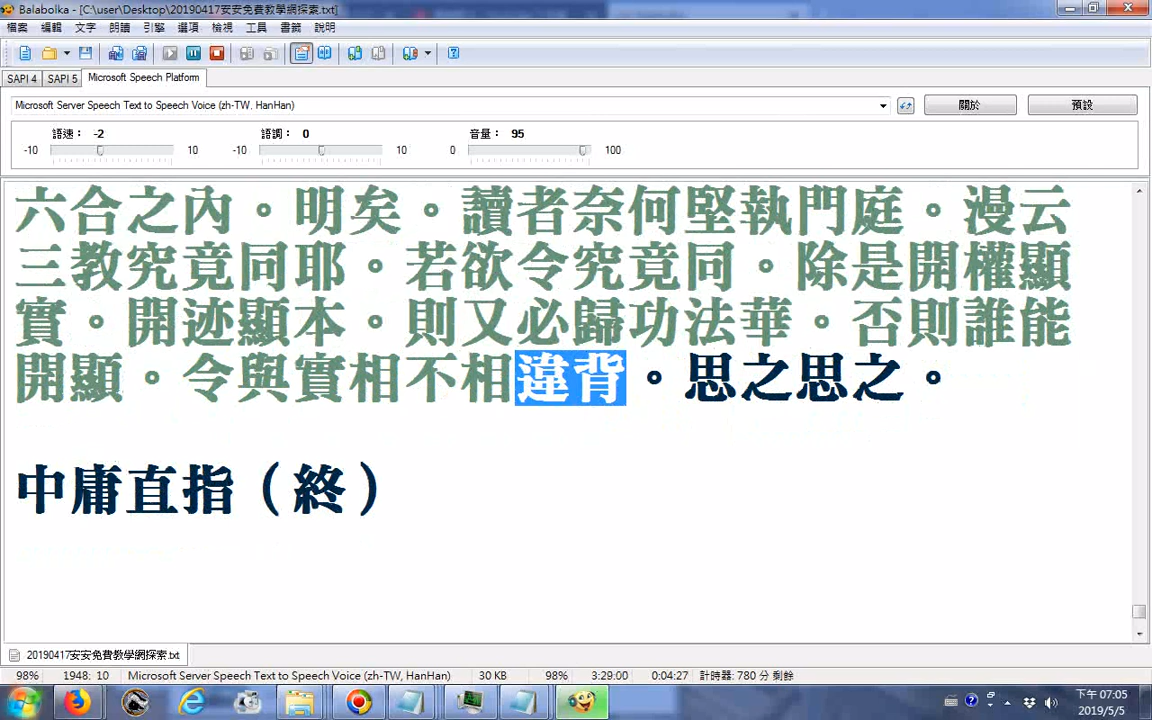 Balabolka - [C:\user\Desktop\20190417安安免費教學網探索.txt]
檔案 編輯 文字 朗讀 引擎 選項 檢視 工具 書籤 說明
SAPI 4 SAPI 5 Microsoft Speech Platform
Microsoft Server Speech Text to Speech Voice (zh-TW, HanHan) 關於 預設
語速： -2 語調： 0 音量： 95
-10 10 -10 10 0 100
六合之內。明矣。讀者奈何堅執門庭。漫云
三教究竟同耶。若欲令究竟同。除是開權顯
實。開迹顯本。則又必歸功法華。否則誰能
開顯。令與實相不相違背。思之思之。
中庸直指（終）
20190417安安免費教學網探索.txt
98% 1948: 10 Microsoft Server Speech Text to Speech Voice (zh-TW, HanHan) 30 KB 98% 3:29:00 0:04:27 計時器: 780 分 剩餘
下午 07:05
2019/5/5